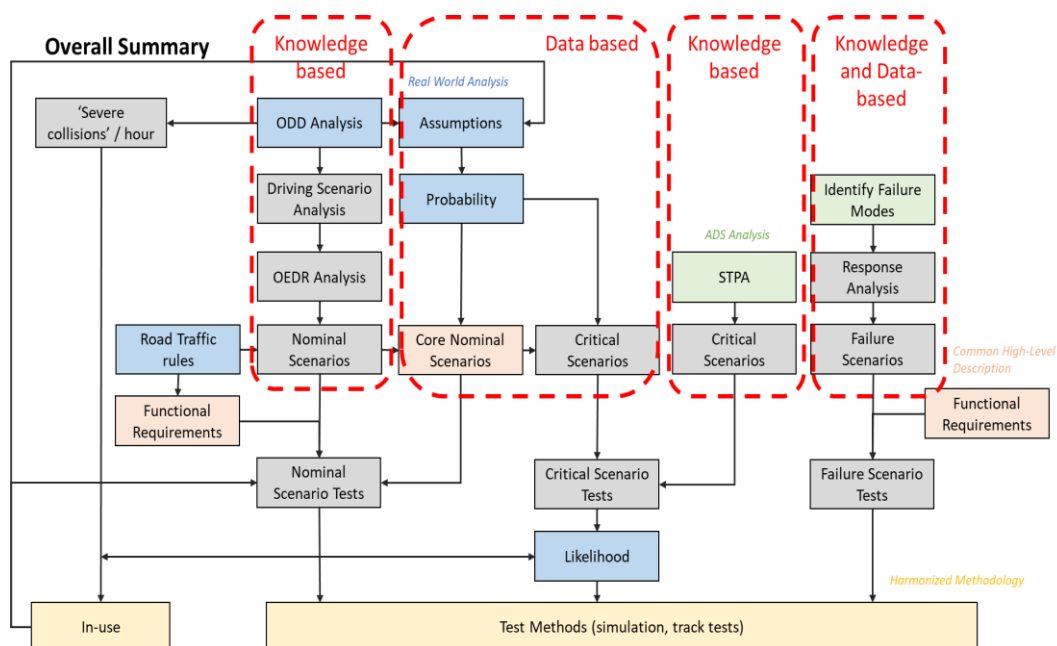 Overall Summary
Knowledge
based
Data based
Knowledge
based
Knowledge
and Data-
based
Real World Analysis
'Severe
collisions' / hour
ODD Analysis
Assumptions
Driving Scenario
Analysis
Probability
Identify Failure
Modes
ADS Analysis
OEDR Analysis
STPA
Response
Analysis
Road Traffic
rules
Nominal
Scenarios
Core Nominal
Scenarios
Critical
Scenarios
Critical
Scenarios
Failure
Scenarios
Common High-Level
Description
Functional
Requirements
Functional
Requirements
Nominal
Scenario Tests
Critical Scenario
Tests
Failure Scenario
Tests
Likelihood
Harmonized Methodology
In-use
Test Methods (simulation, track tests)